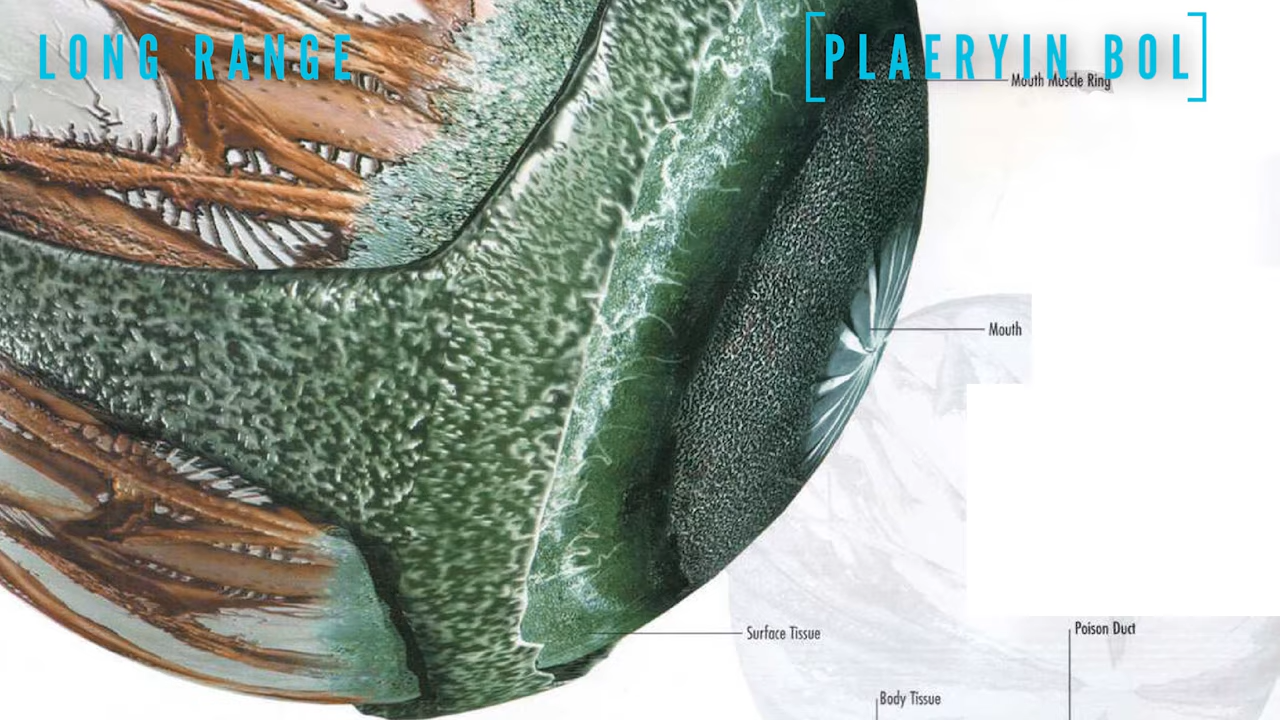 LONG RANGE
[PLAERYIN BOL]
Mouth Muscle Ring
Mouth
Surface Tissue
Poison Duct
Body Tissue